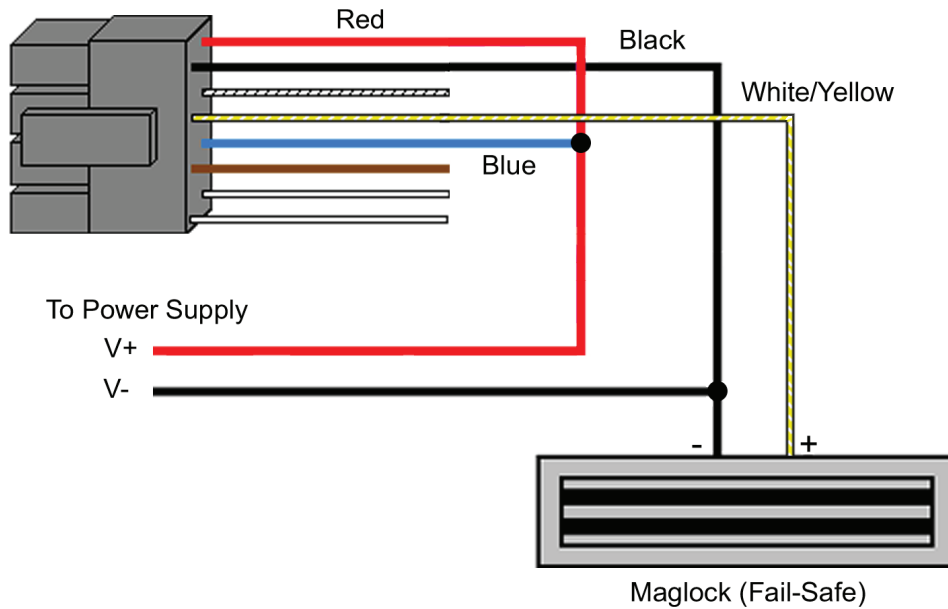 Red
Black
White/Yellow
Blue
To Power Supply
V+
V-
- +
Maglock (Fail-Safe)